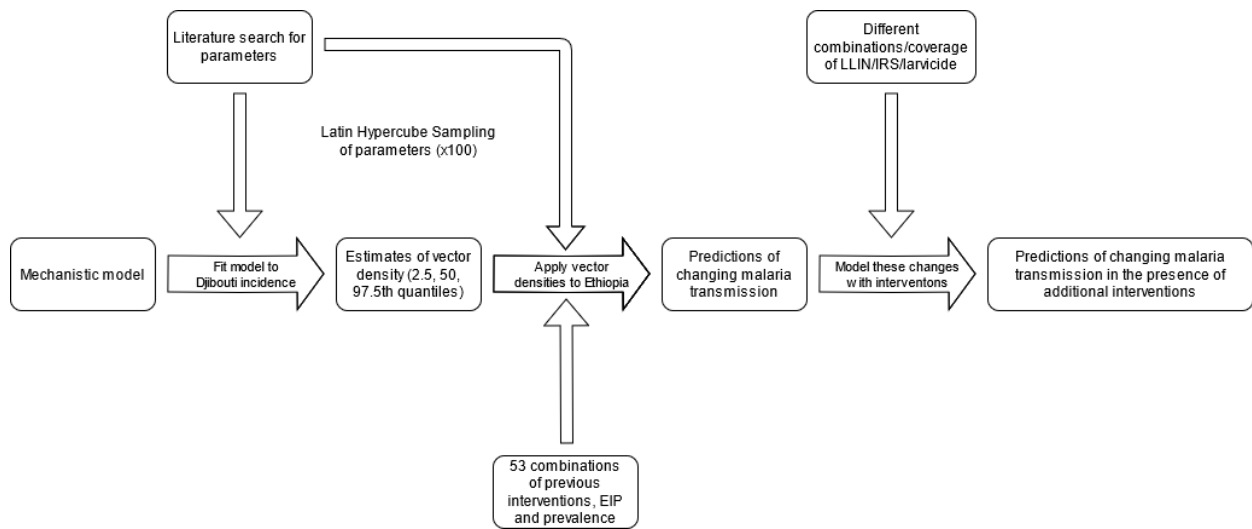 Literature search for
parameters
Different
combinations/coverage
of LLIN/IRS/larvicide
Latin Hypercube Sampling
of parameters (x100)
Mechanistic model
Fit model to
Djibouti incidence
Estimates of vector
density (2.5, 50,
97.5th quantiles)
Apply vector
densities to Ethiopia
Predictions of
changing malaria
transmission
Model these changes
with interventons
Predictions of changing malaria
transmission in the presence of
additional interventions
53 combinations
of previous
interventions, EIP
and prevalence